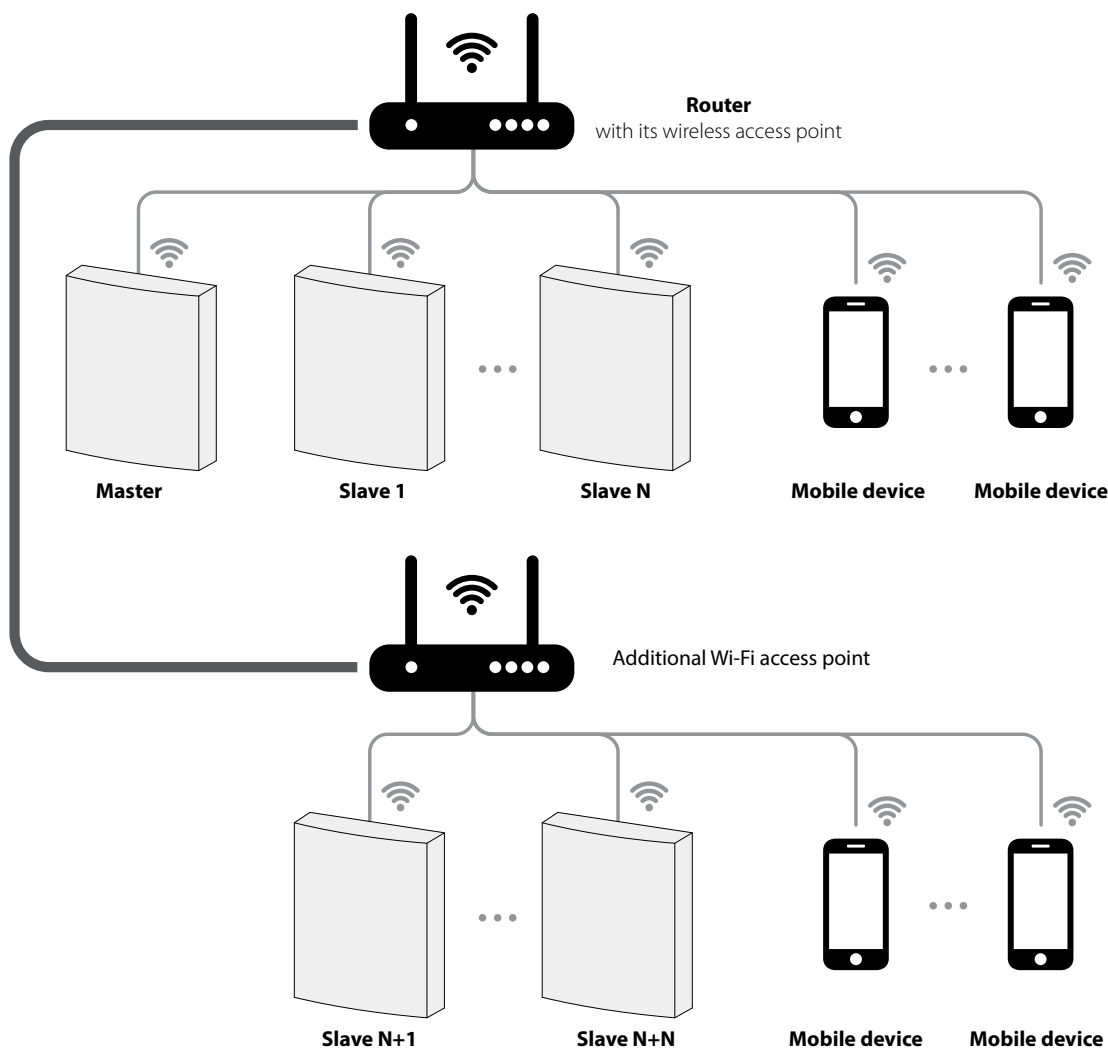 Router
with its wireless access point
Master
Slave 1
Slave N
Mobile device
Mobile device
Additional Wi-Fi access point
Slave N+1
Slave N+N
Mobile device
Mobile device